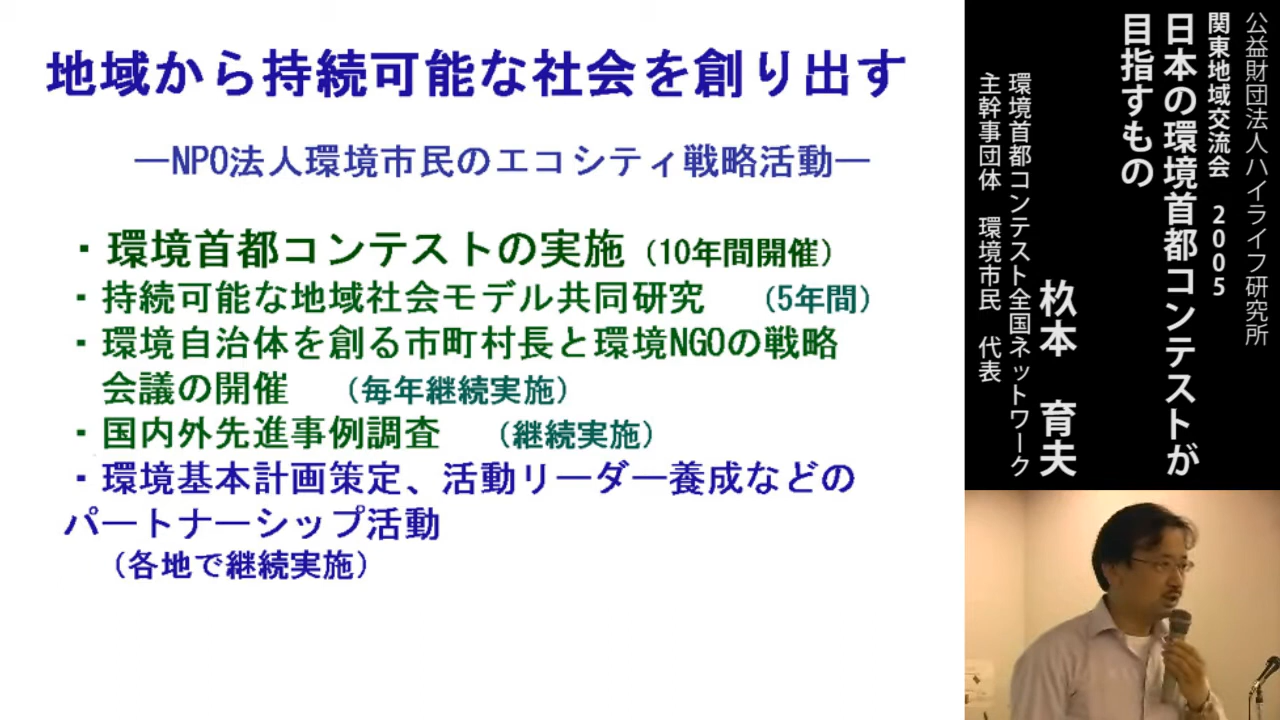 地域から持続可能な社会を創り出す
―NPO法人環境市民のエコシティ戦略活動―
・環境首都コンテストの実施（10年間開催）
・持続可能な地域社会モデル共同研究　（5年間）
・環境自治体を創る市町村長と環境NGOの戦略
会議の開催　（毎年継続実施）
・国内外先進事例調査　（継続実施）
・環境基本計画策定、活動リーダー養成などの
パートナーシップ活動
（各地で継続実施）
公益財団法人ハイライフ研究所
関東地域交流会　2005
日本の環境首都コンテストが
目指すもの
杦本　育夫
環境首都コンテスト全国ネットワーク
主幹事団体　環境市民　代表